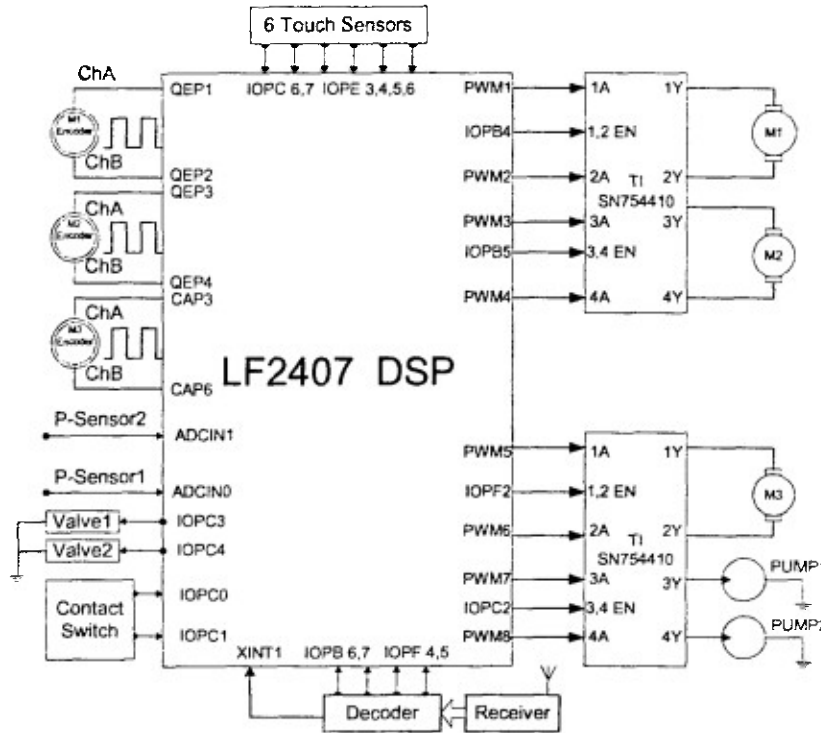 6 Touch Sensors
IOPC 6,7 IOPE 3,4,5,6
ChA
QEP1
M1
Encoder
ChB
QEP2
QEP3
ChA
M2
Encoder
ChB
QEP4
CAP3
ChA
M3
Encoder
ChB
CAP6
P-Sensor2
ADCIN1
P-Sensor1
ADCIN0
Valve1
IOPC3
Valve2
IOPC4
Contact
Switch
IOPC0
IOPC1
LF2407 DSP
XINT1
IOPB 6,7
IOPF 4,5
Decoder
Receiver
PWM1
IOPB4
PWM2
PWM3
IOPB5
PWM4
1A
1,2 EN
2A
3A
3,4 EN
4A
TI
SN754410
1Y
2Y
3Y
4Y
M1
M2
PWM5
IOPF2
PWM6
PWM7
IOPC2
PWM8
1A
1,2 EN
2A
3A
3,4 EN
4A
TI
SN754410
1Y
2Y
3Y
4Y
M3
PUMP1
PUMP2